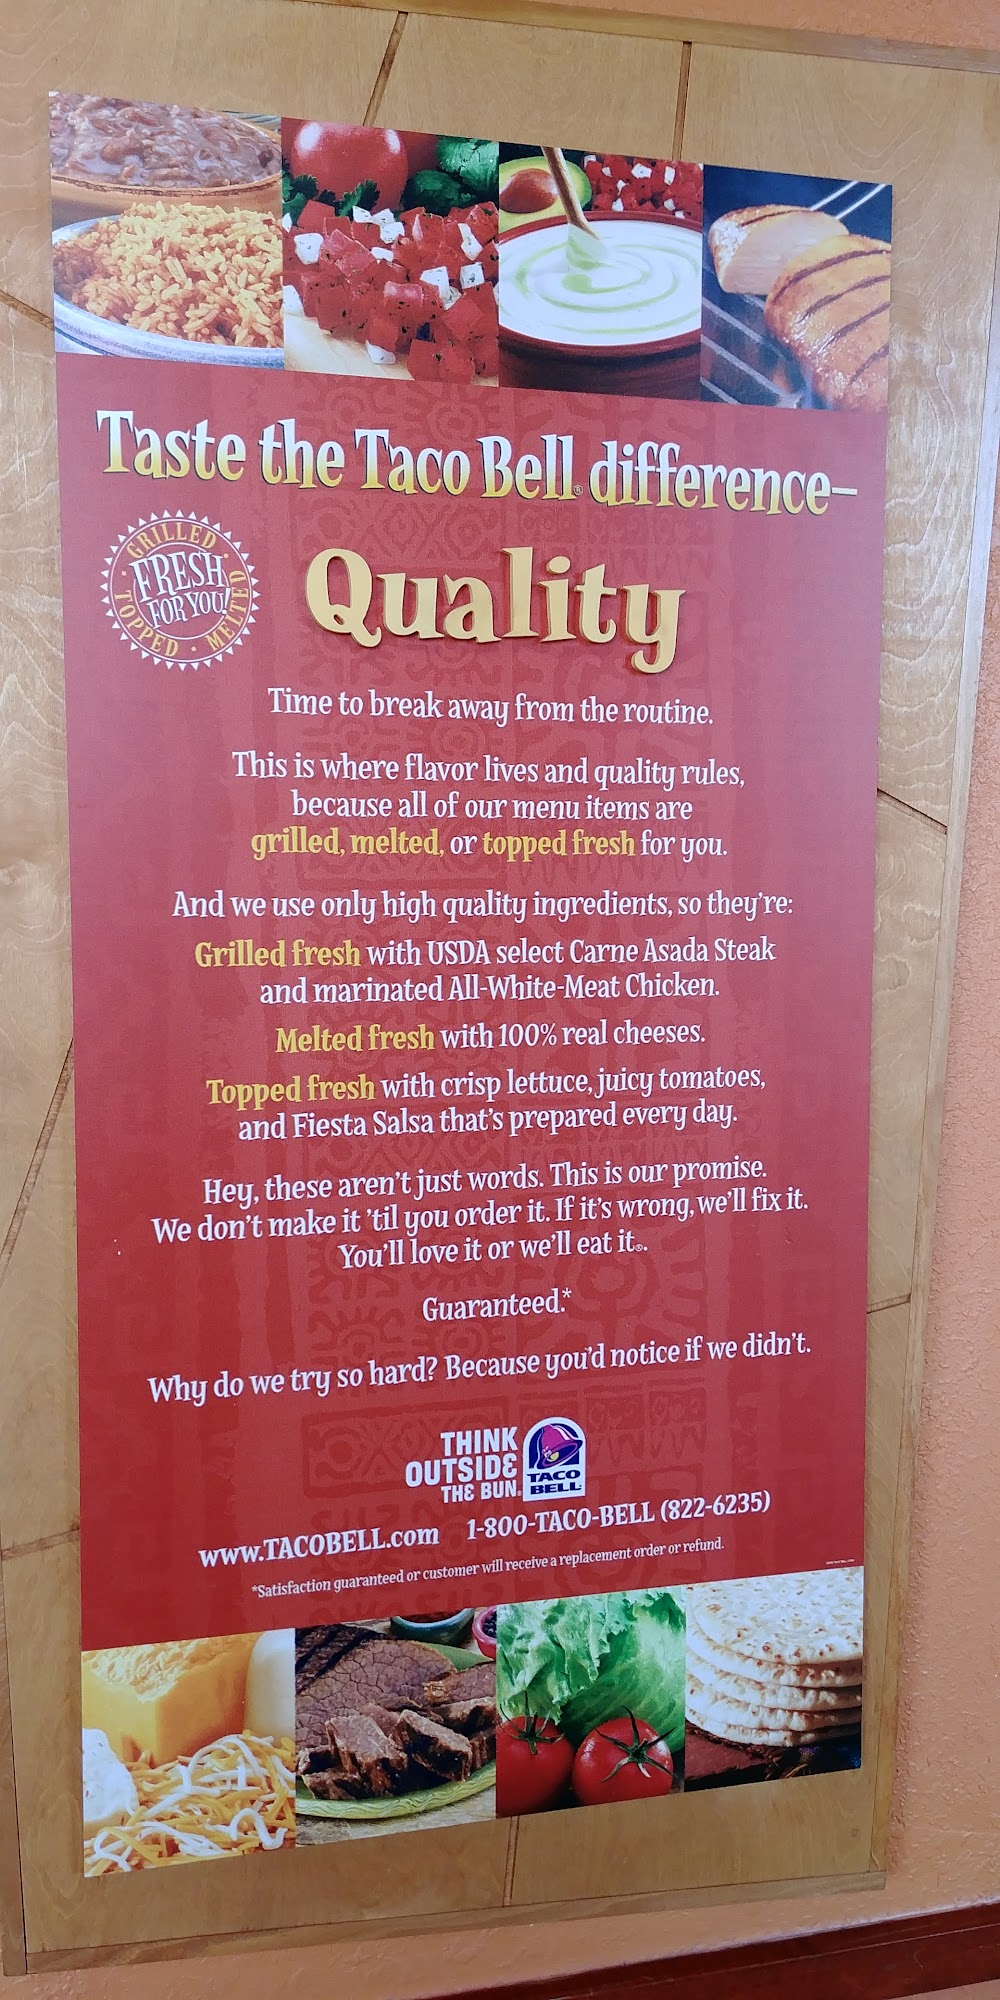 Taste the Taco Bell® difference–
GRILLED · MELTED · TOPPED ·
FRESH
FOR YOU!
Quality
Time to break away from the routine.
This is where flavor lives and quality rules,
because all of our menu items are
grilled, melted, or topped fresh for you.
And we use only high quality ingredients, so they're:
Grilled fresh with USDA select Carne Asada Steak
and marinated All-White-Meat Chicken.
Melted fresh with 100% real cheeses.
Topped fresh with crisp lettuce, juicy tomatoes,
and Fiesta Salsa that's prepared every day.
Hey, these aren't just words. This is our promise.
We don't make it 'til you order it. If it's wrong, we'll fix it.
You'll love it or we'll eat it®.
Guaranteed.*
Why do we try so hard? Because you'd notice if we didn't.
THINK
OUTSIDE
THE BUN.
TACO
BELL
www.TACOBELL.com 1-800-TACO-BELL (822-6235)
*Satisfaction guaranteed or customer will receive a replacement order or refund.